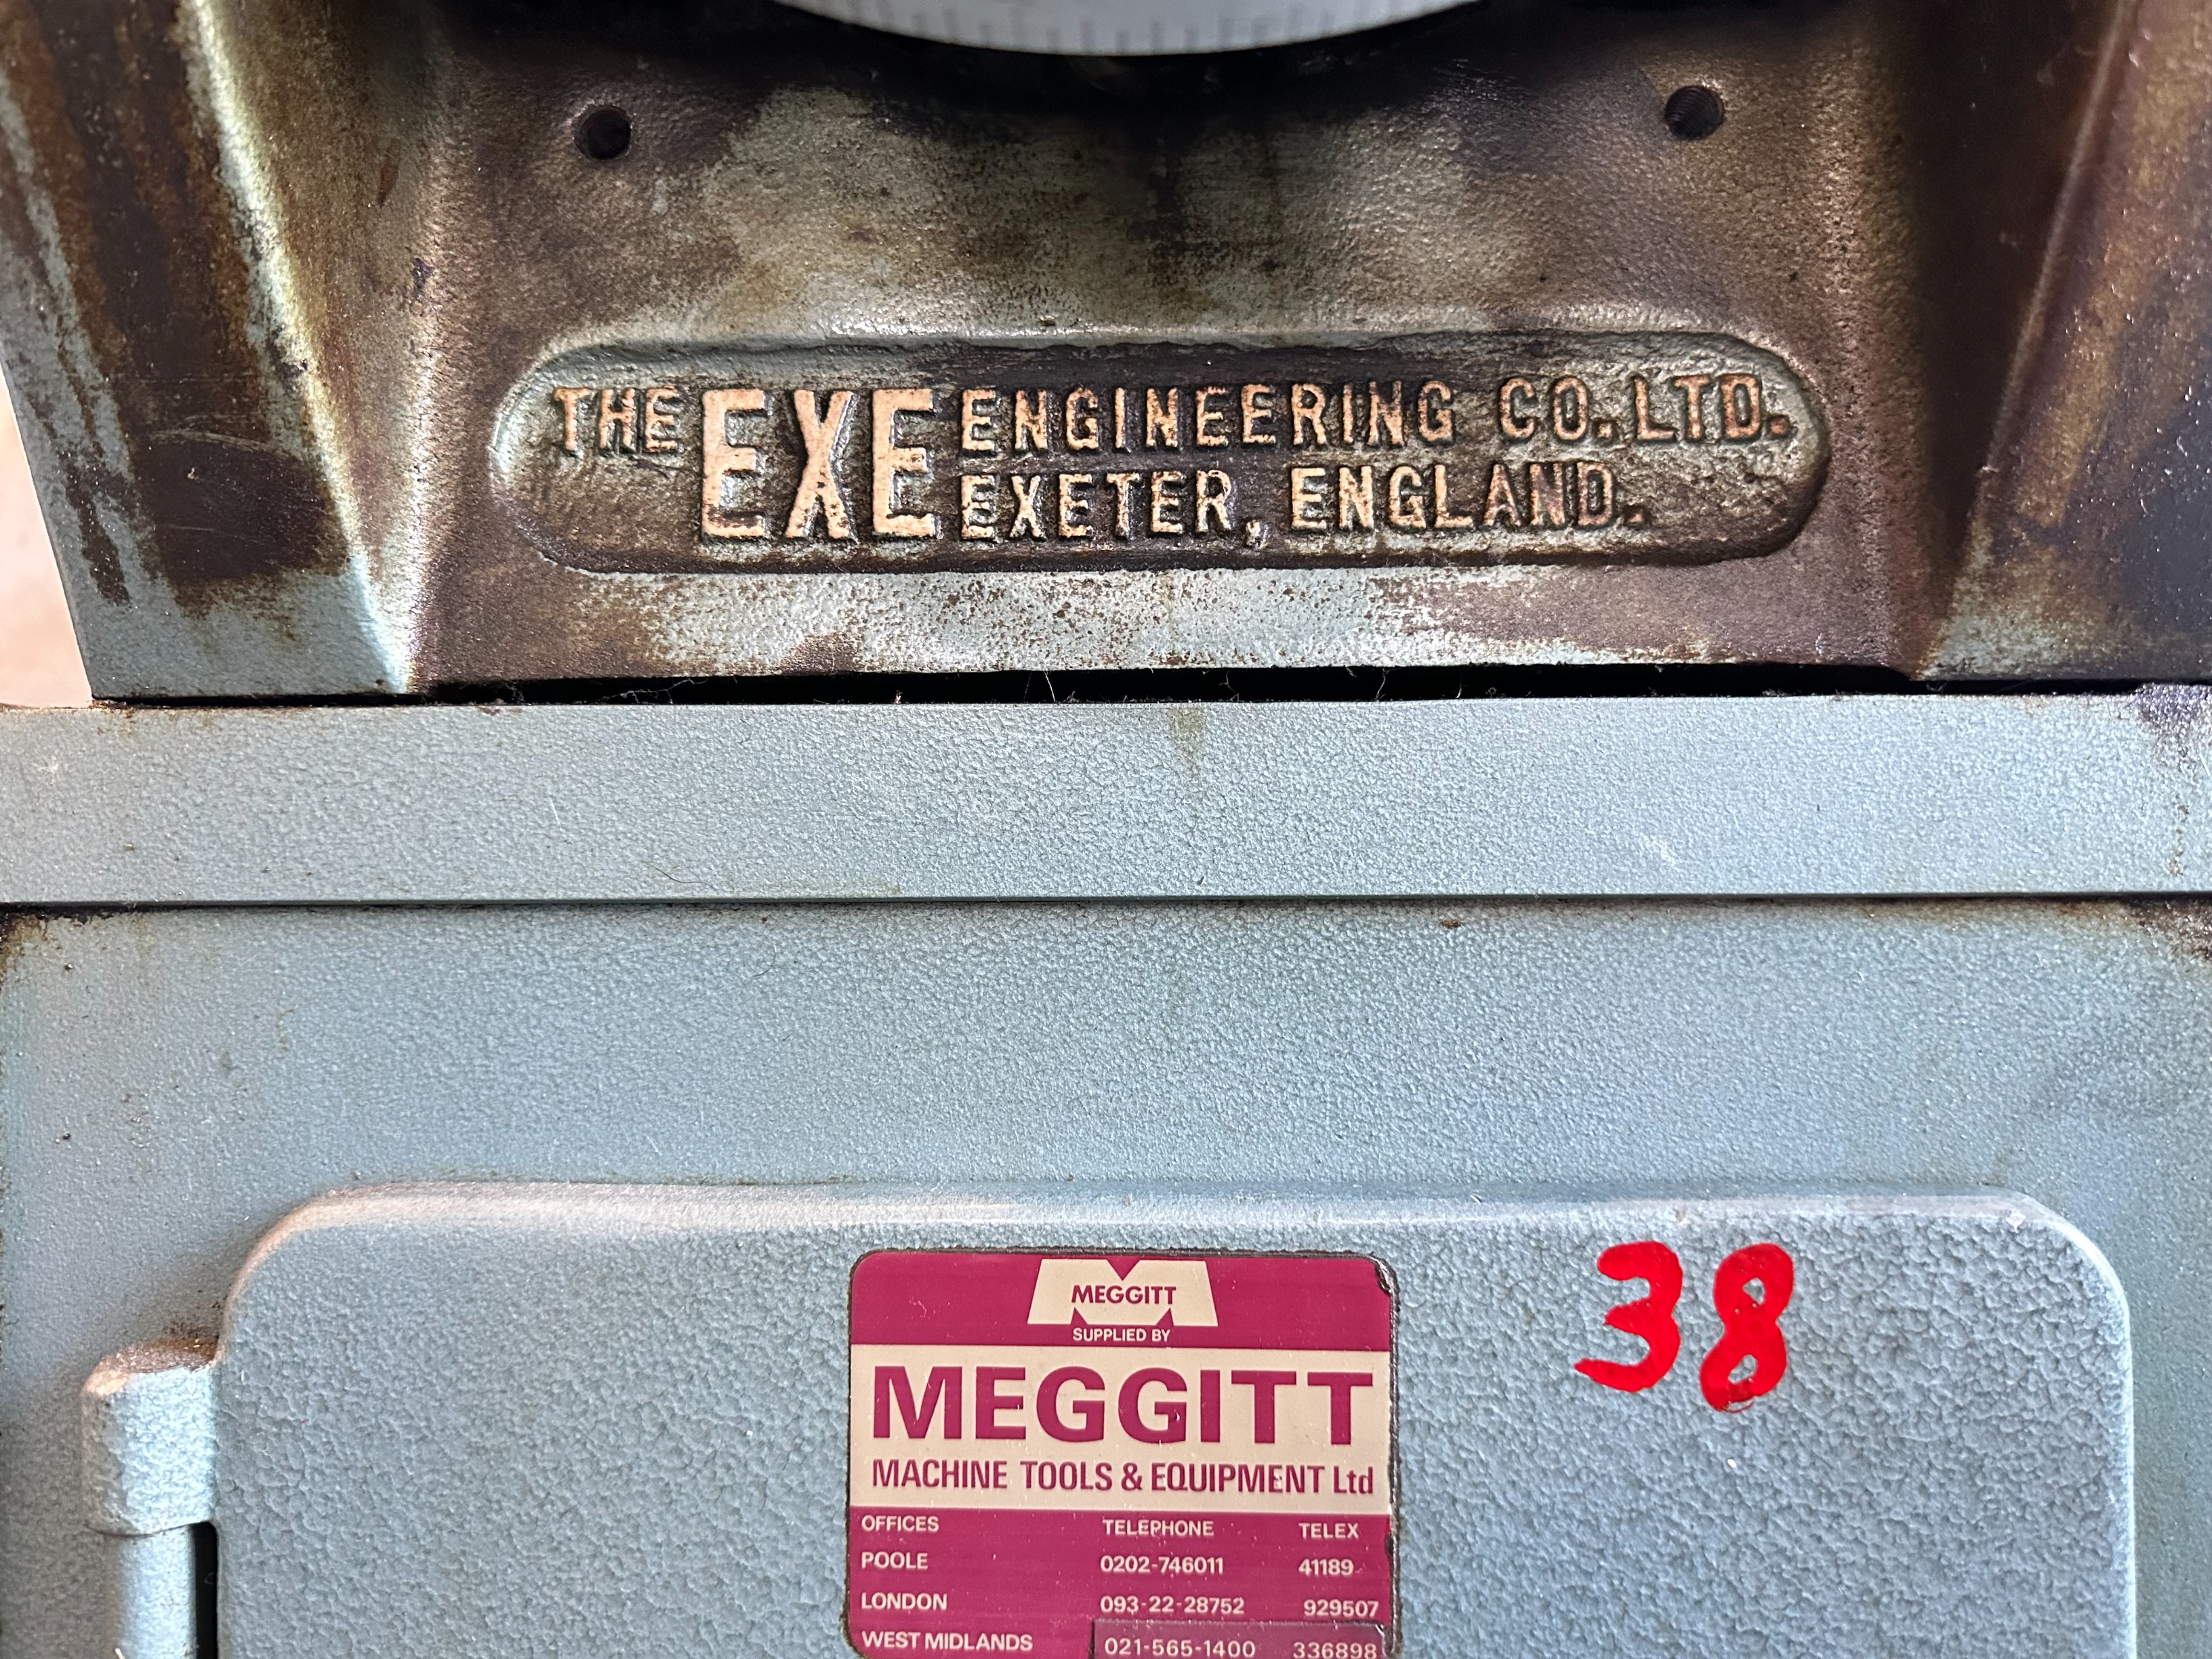 THE EXE ENGINEERING CO. LTD.
EXETER, ENGLAND.
MEGGITT
SUPPLIED BY
MEGGITT
MACHINE TOOLS & EQUIPMENT Ltd
OFFICES TELEPHONE TELEX
POOLE 0202-746011 41189
LONDON 093-22-28752 929507
WEST MIDLANDS 021-565-1400 336898
38